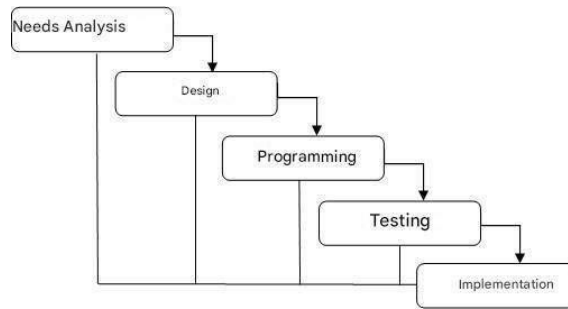 Needs Analysis
Design
Programming
Testing
Implementation